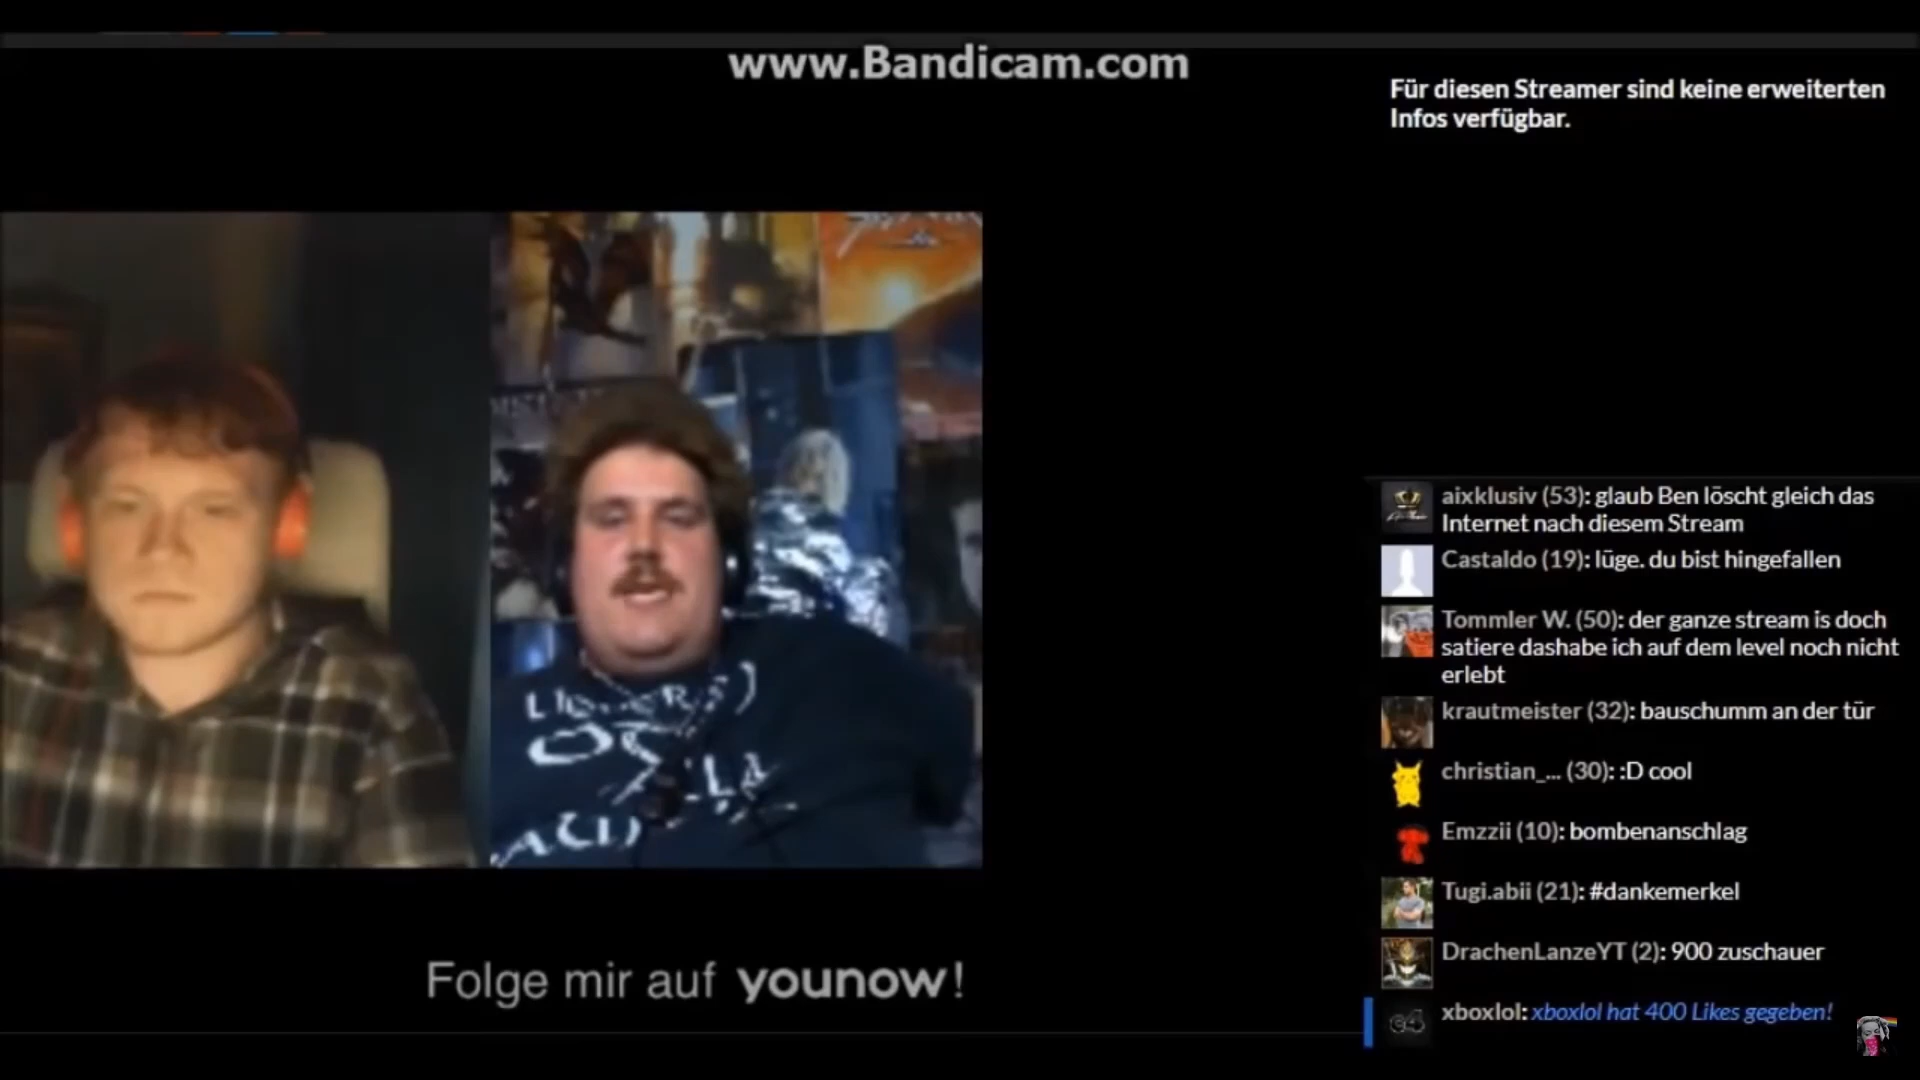 www.Bandicam.com
Für diesen Streamer sind keine erweiterten
Infos verfügbar.
aixklusiv (53): glaub Ben löscht gleich das
Internet nach diesem Stream
Castaldo (19): lüge. du bist hingefallen
Tommler W. (50): der ganze stream is doch
satiere dashabe ich auf dem level noch nicht
erlebt
krautmeister (32): bauschumm an der tür
christian_... (30): :D cool
Emzzii (10): bombenanschlag
Tugi.abii (21): #dankemerkel
DrachenLanzeYT (2): 900 zuschauer
xboxlol: xboxlol hat 400 Likes gegeben!
Folge mir auf younow!